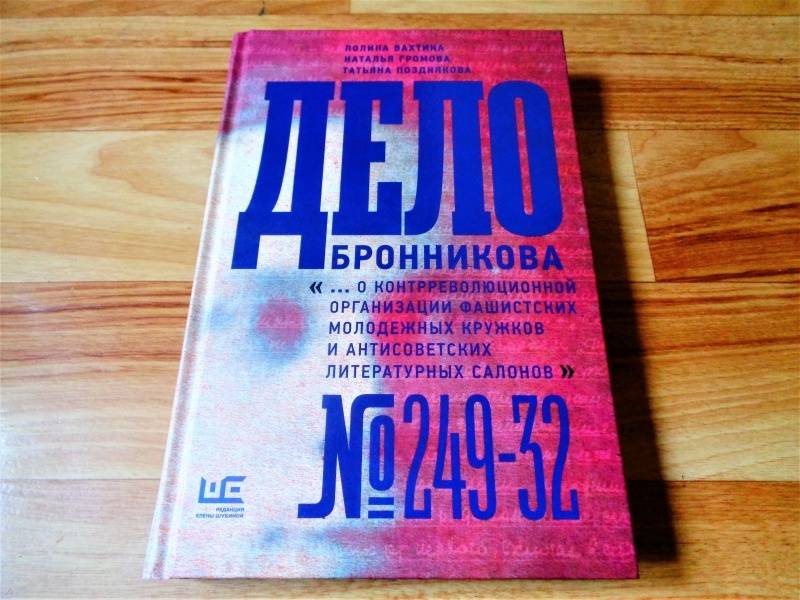 ПОЛИНА ВАХТИНА
НАТАЛЬЯ ГРОМОВА
ТАТЬЯНА ПОЗДНЯКОВА
ДЕЛО
БРОННИКОВА
« ... О КОНТРРЕВОЛЮЦИОННОЙ
ОРГАНИЗАЦИИ ФАШИСТСКИХ
МОЛОДЕЖНЫХ КРУЖКОВ
И АНТИСОВЕТСКИХ
ЛИТЕРАТУРНЫХ САЛОНОВ »
№249-32
РЕДАКЦИЯ
ЕЛЕНЫ ШУБИНОЙ